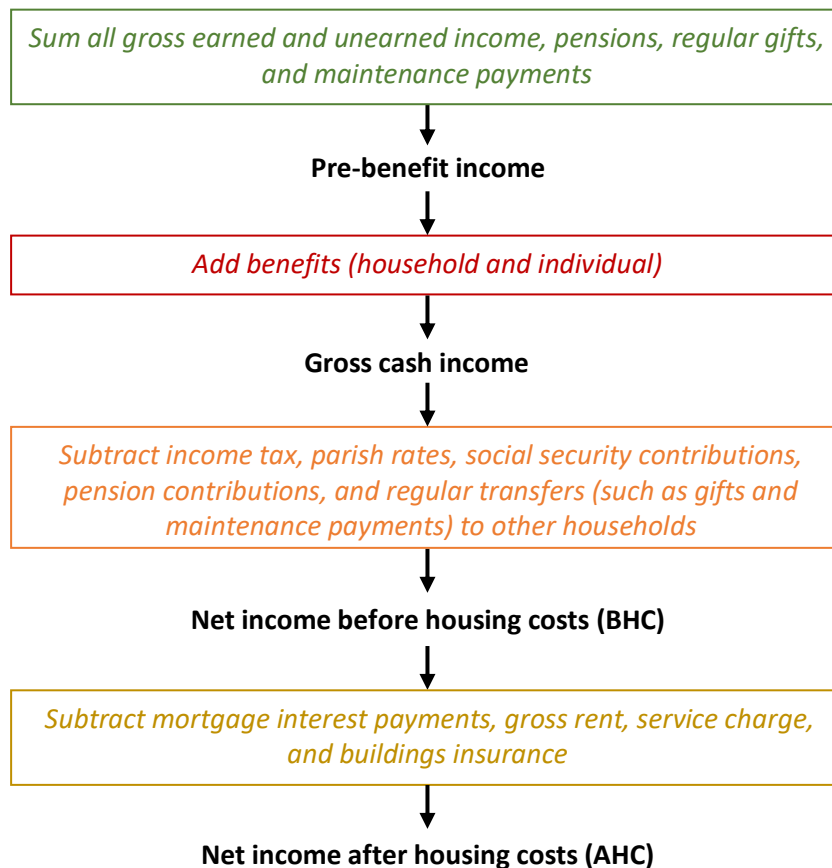 Sum all gross earned and unearned income, pensions, regular gifts,
and maintenance payments
Pre-benefit income
Add benefits (household and individual)
Gross cash income
Subtract income tax, parish rates, social security contributions,
pension contributions, and regular transfers (such as gifts and
maintenance payments) to other households
Net income before housing costs (BHC)
Subtract mortgage interest payments, gross rent, service charge,
and buildings insurance
Net income after housing costs (AHC)